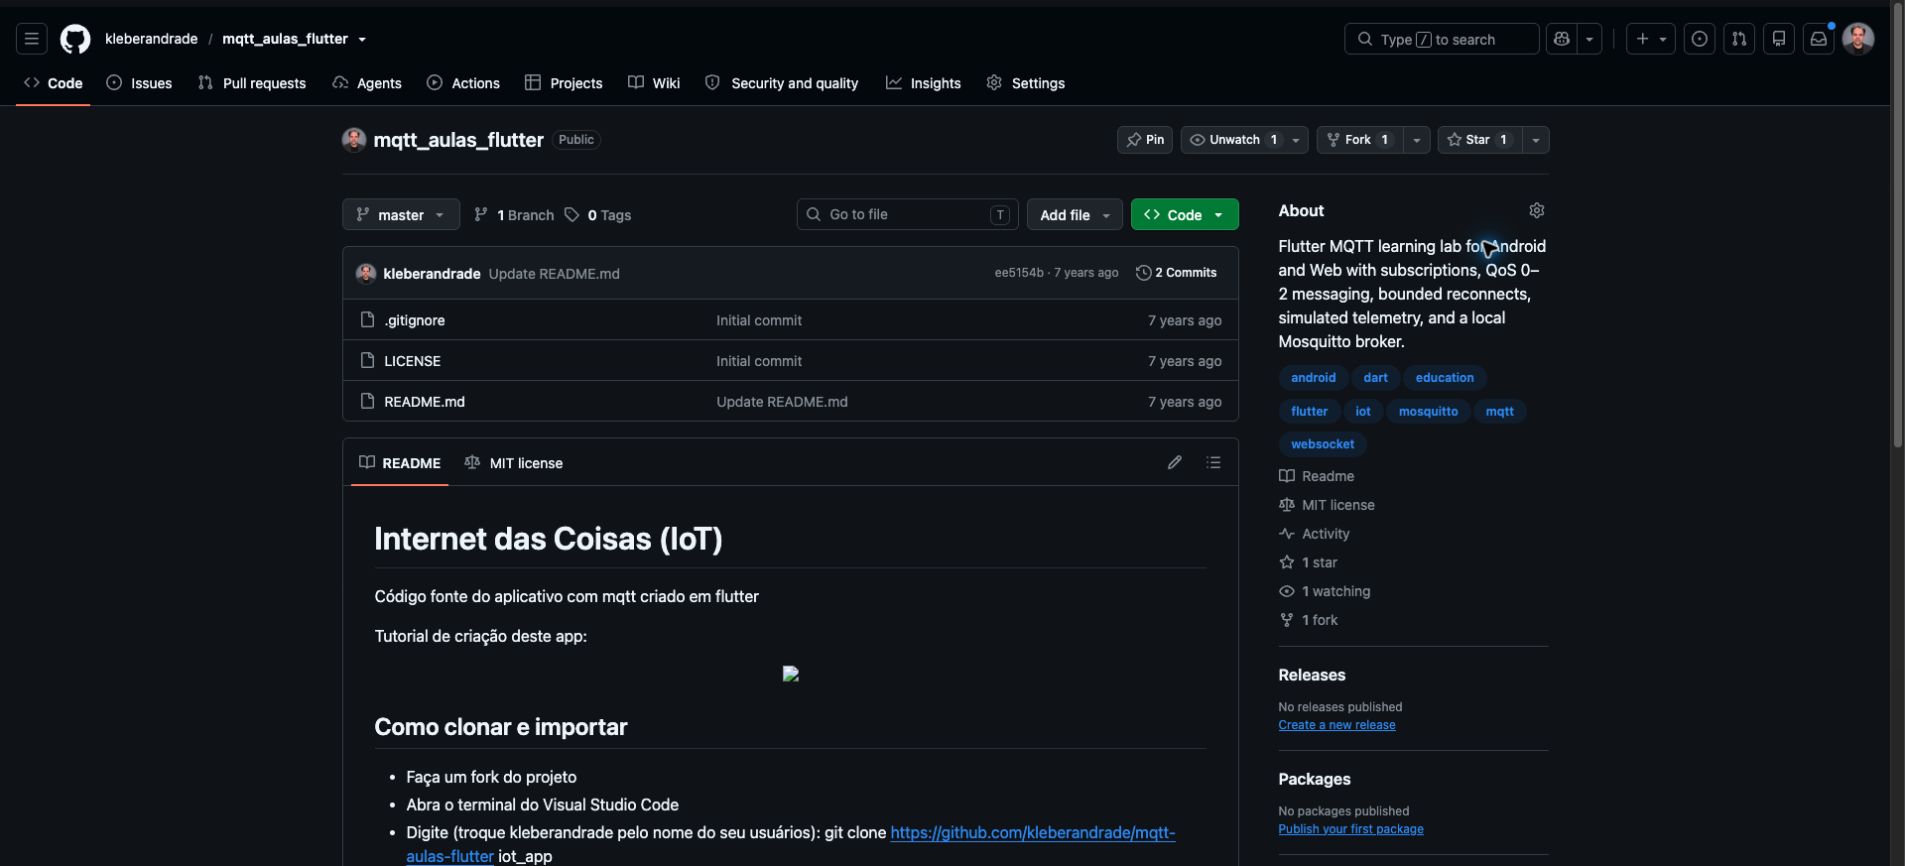 kleberandrade / mqtt_aulas_flutter
Type / to search
Code
Issues
Pull requests
Agents
Actions
Projects
Wiki
Security and quality
Insights
Settings
mqtt_aulas_flutter Public
Pin
Unwatch 1
Fork 1
Star 1
master
1 Branch
0 Tags
Go to file T
Add file
Code
kleberandrade Update README.md ee5154b · 7 years ago 2 Commits
.gitignore Initial commit 7 years ago
LICENSE Initial commit 7 years ago
README.md Update README.md 7 years ago
README MIT license
Internet das Coisas (IoT)
Código fonte do aplicativo com mqtt criado em flutter
Tutorial de criação deste app:
Como clonar e importar
• Faça um fork do projeto
• Abra o terminal do Visual Studio Code
• Digite (troque kleberandrade pelo nome do seu usuários): git clone https://github.com/kleberandrade/mqtt-
aulas-flutter iot_app
About
Flutter MQTT learning lab for Android
and Web with subscriptions, QoS 0–
2 messaging, bounded reconnects,
simulated telemetry, and a local
Mosquitto broker.
android dart education
flutter iot mosquitto mqtt
websocket
Readme
MIT license
Activity
1 star
1 watching
1 fork
Releases
No releases published
Create a new release
Packages
No packages published
Publish your first package